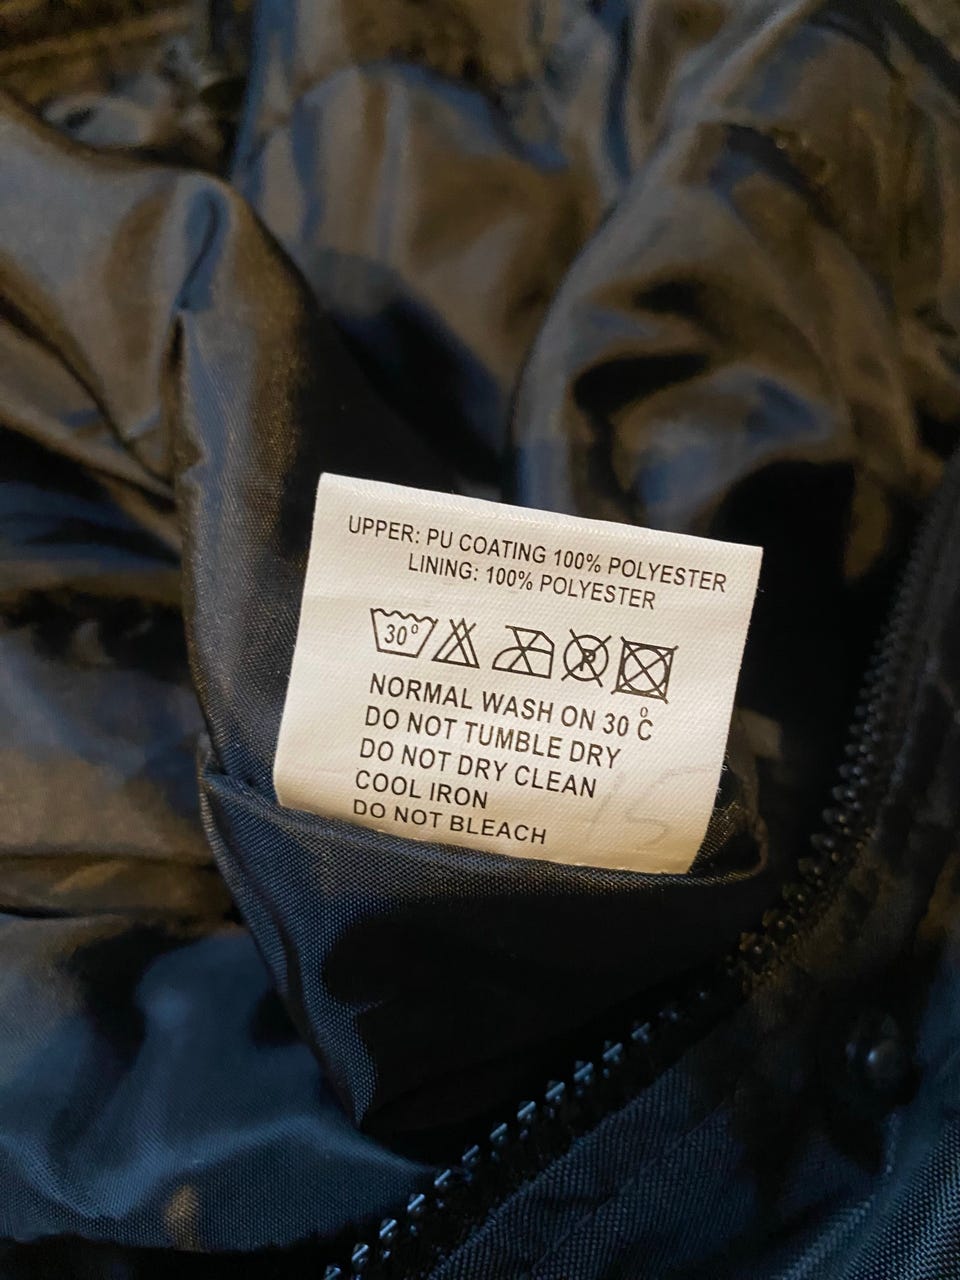 UPPER: PU COATING 100% POLYESTER
LINING: 100% POLYESTER
30°
P
NORMAL WASH ON 30 °C
DO NOT TUMBLE DRY
DO NOT DRY CLEAN
COOL IRON
DO NOT BLEACH